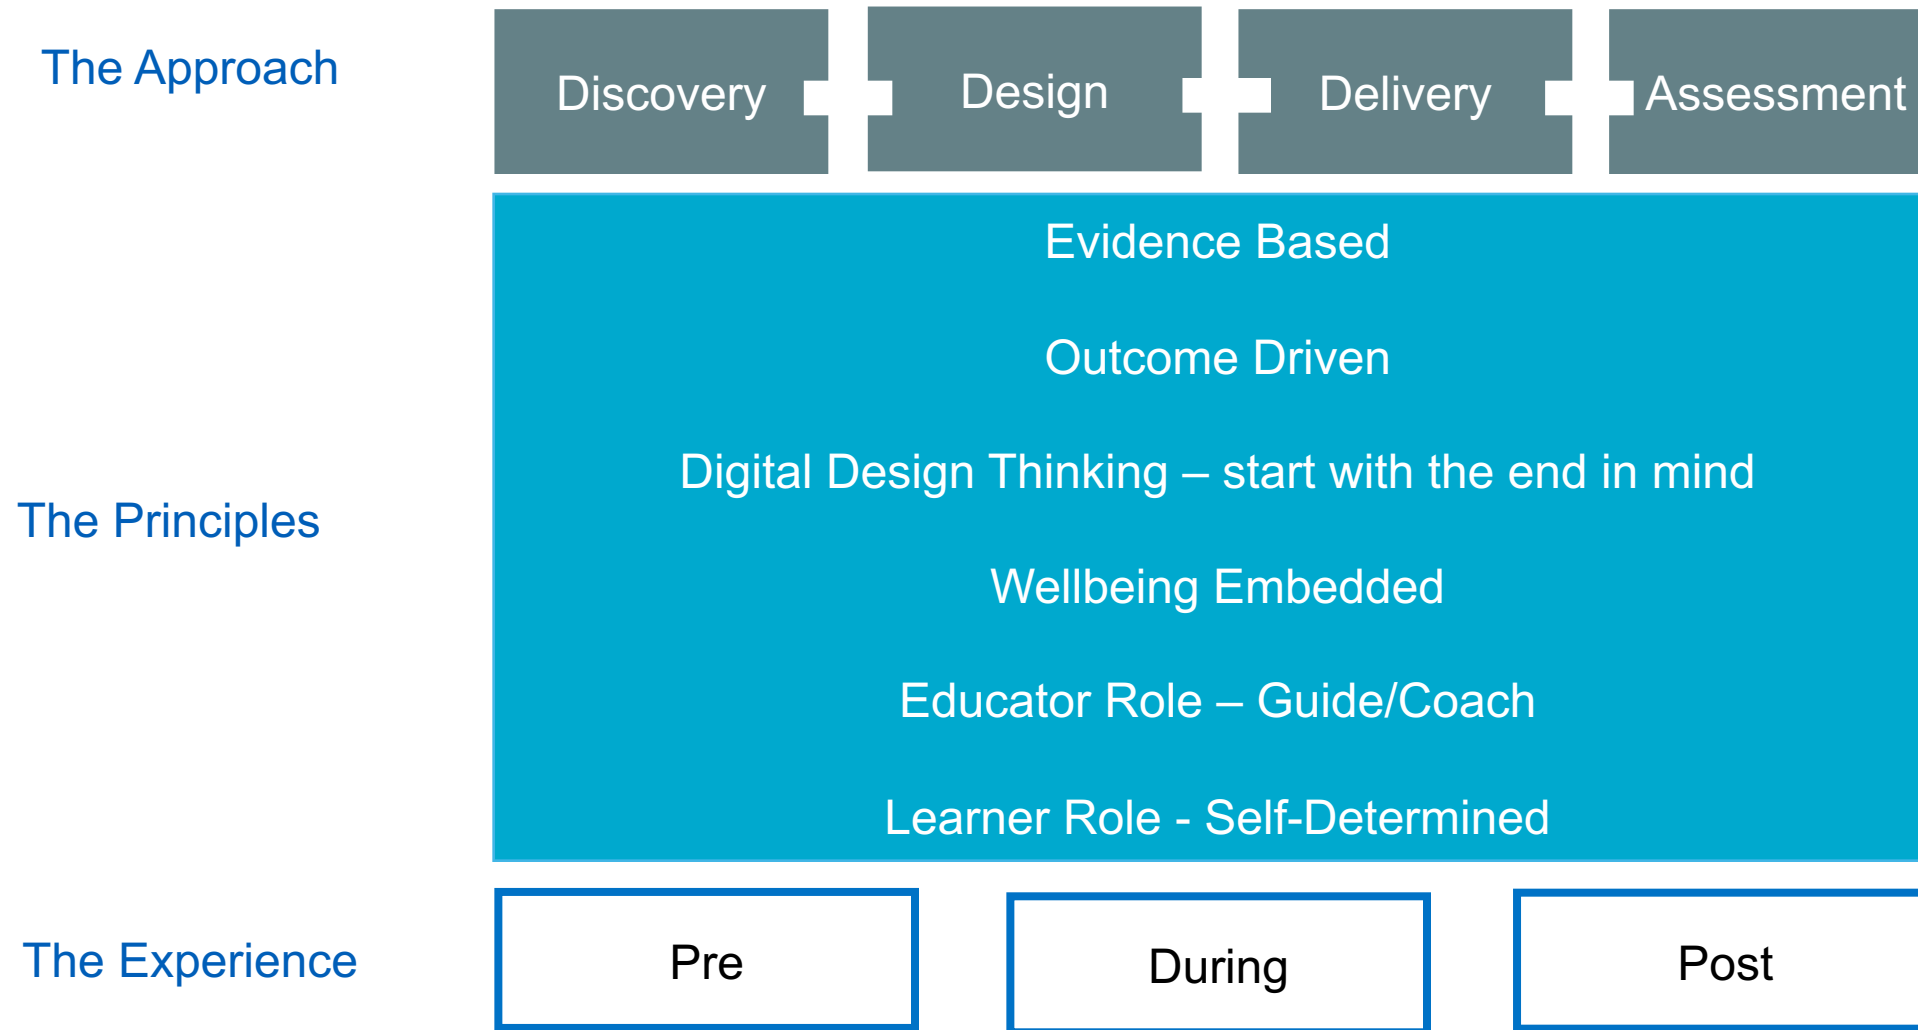 The Approach
Discovery
Design
Delivery
Assessment
Evidence Based
Outcome Driven
Digital Design Thinking – start with the end in mind
The Principles
Wellbeing Embedded
Educator Role – Guide/Coach
Learner Role - Self-Determined
The Experience
Pre
During
Post